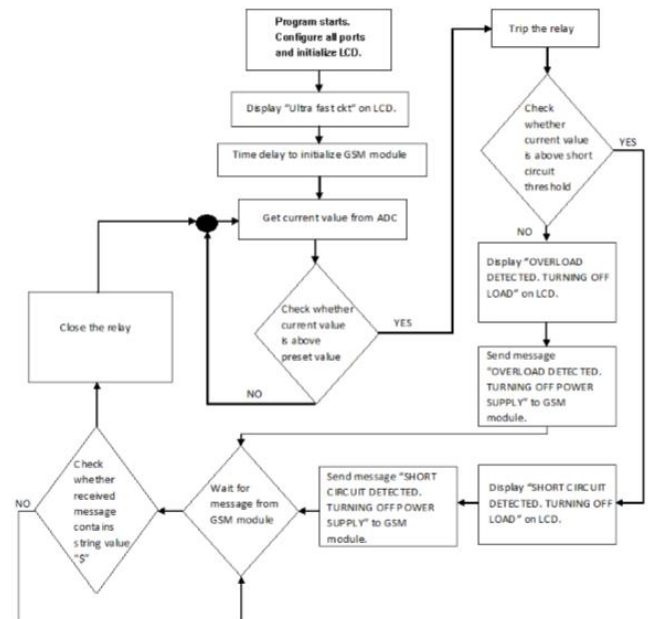 Program starts.
Configure all ports
and initialize LCD.
Display "Ultra fast ckt" on LCD.
Time delay to initialize GSM module
Get current value from ADC
Check whether
current value
is above
preset value
YES
NO
Trip the relay
Check
whether
current value
is above short
circuit
threshold
YES
NO
Display "OVERLOAD
DETECTED. TURNING OFF
LOAD" on LCD.
Send message
"OVERLOAD DETECTED.
TURNING OFF POWER
SUPPLY" to GSM
module.
Display "SHORT CIRCUIT
DETECTED. TURNING OFF
LOAD" on LCD.
Send message "SHORT
CIRCUIT DETECTED.
TURNING OFF POWER
SUPPLY" to GSM
module.
Wait for
message from
GSM module
Check
whether
received
message
contains
string value
"$"
NO
Close the relay